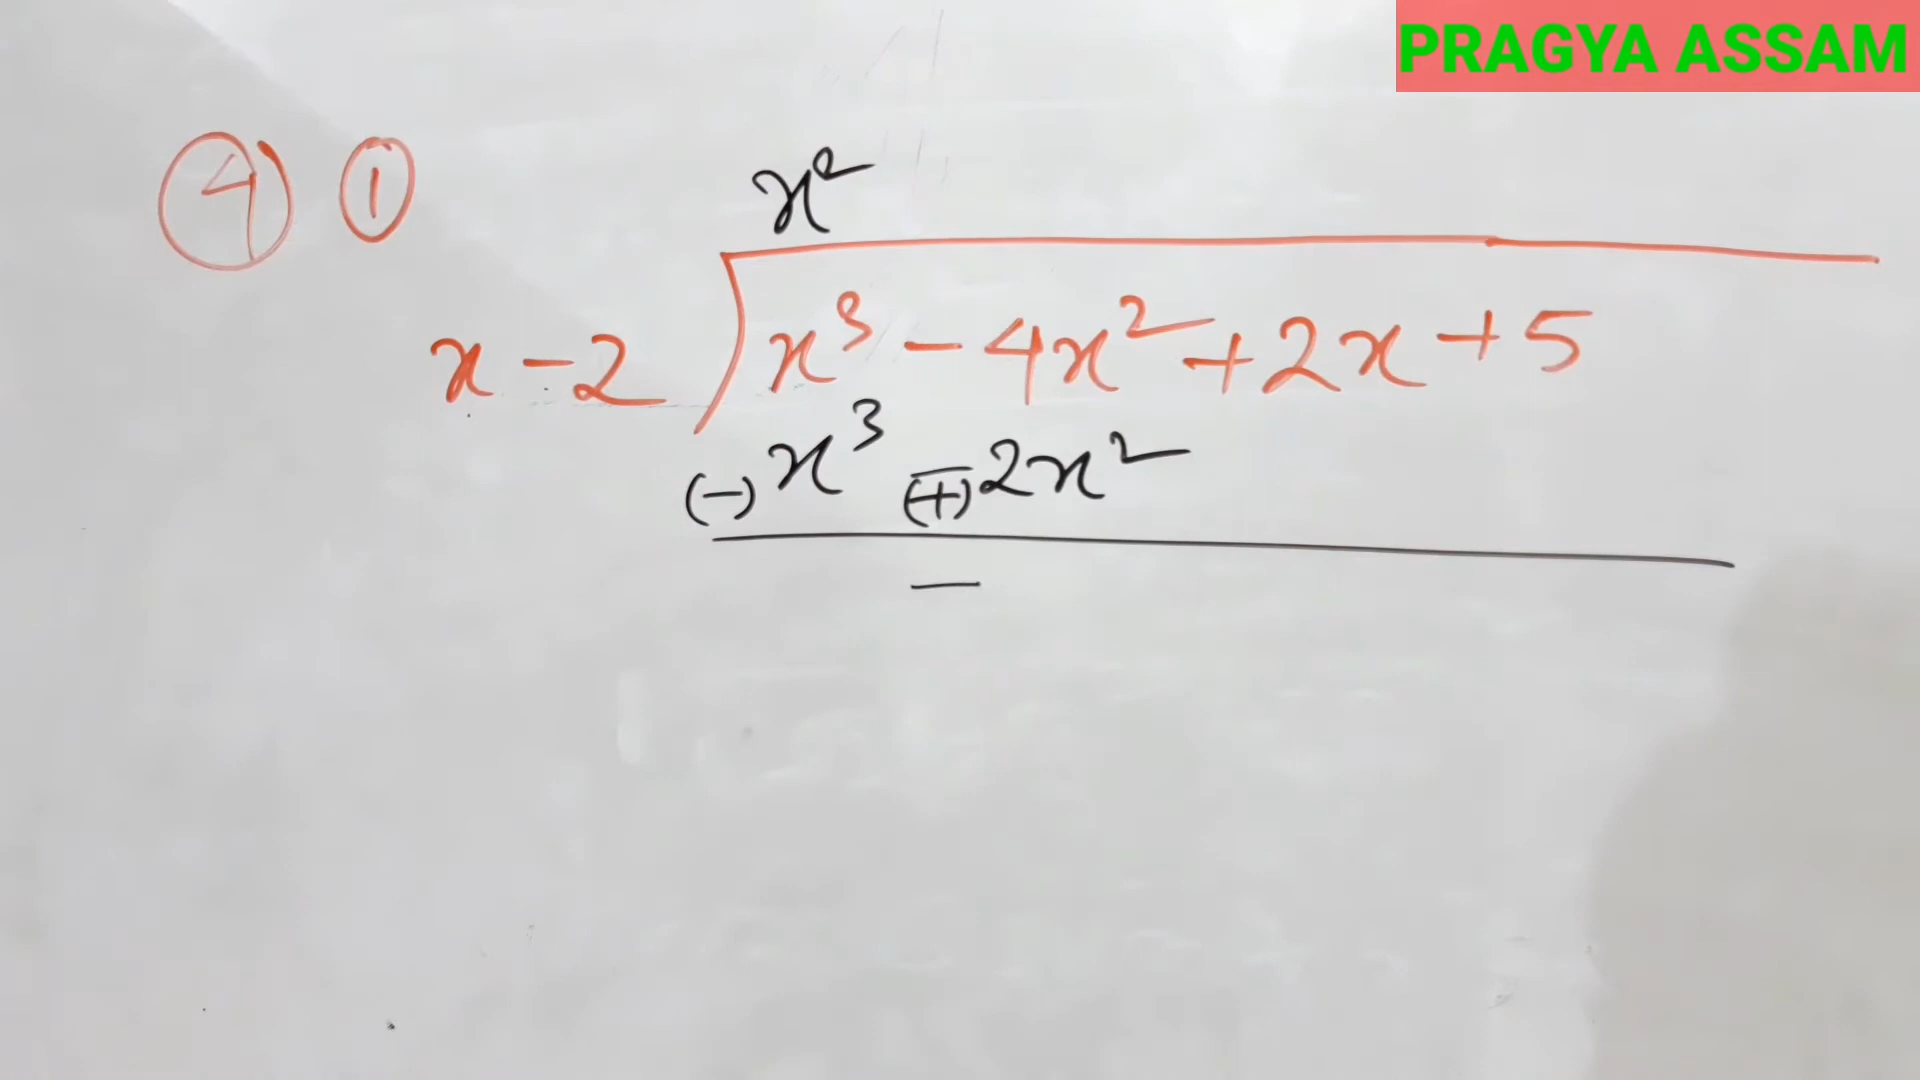 PRAGYA ASSAM
④ ①
x²
x - 2 ) x³ - 4x² + 2x + 5
(-) x³ (+) - 2x²
—